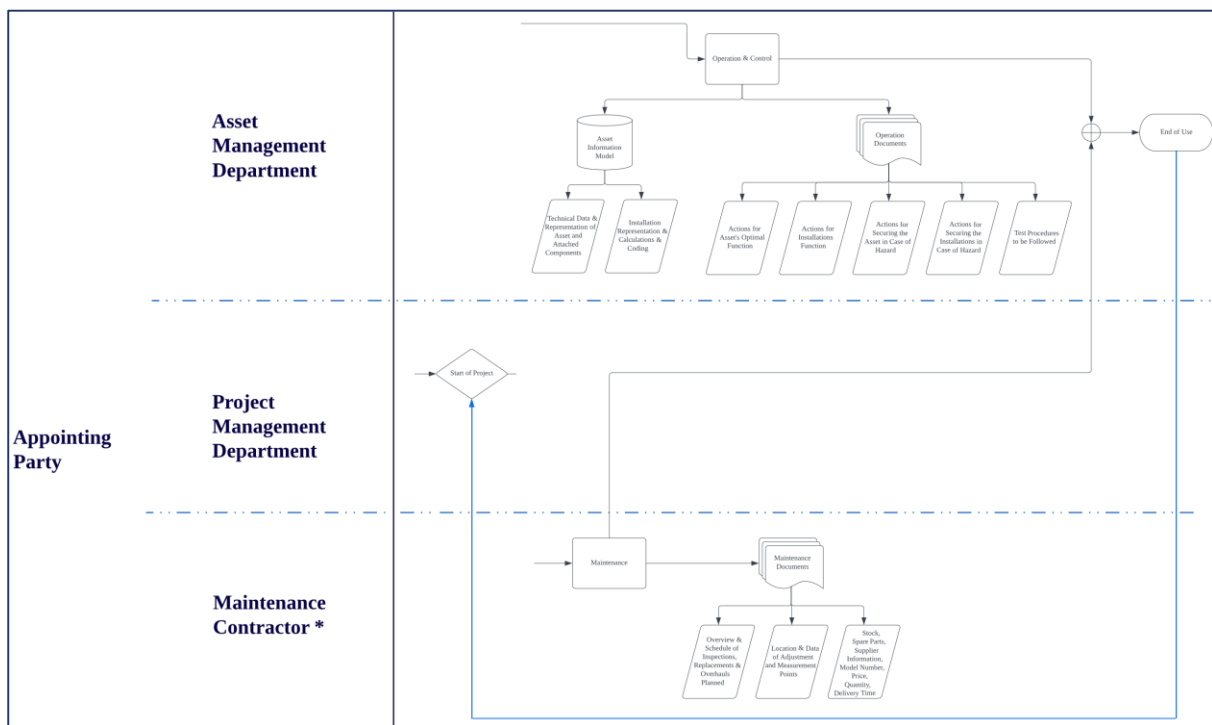 Operation & Control
Asset
Management
Department
Asset
Information
Model
Operation
Documents
End of Use
Technical Date &
Representation of
Asset and
Attached
Components
Installation
Representation &
Calculations &
Coding
Actions for
Asset's Optimal
Function
Actions for
Installations
Function
Actions for
Securing the
Asset in Case of
Hazard
Actions for
Securing the
Installations in
Case of Hazard
Test Procedures
to be Followed
Appointing
Party
Project
Management
Department
Start of Project
Maintenance
Contractor *
Maintenance
Maintenance
Documents
Overview &
Schedule of
Inspections,
Replacements &
Overhauls
Planned
Location & Data
of Adjustment
and Measurement
Points
Stock,
Spare Parts,
Supplier
Information,
Model Number,
Price,
Quantity,
Delivery Time